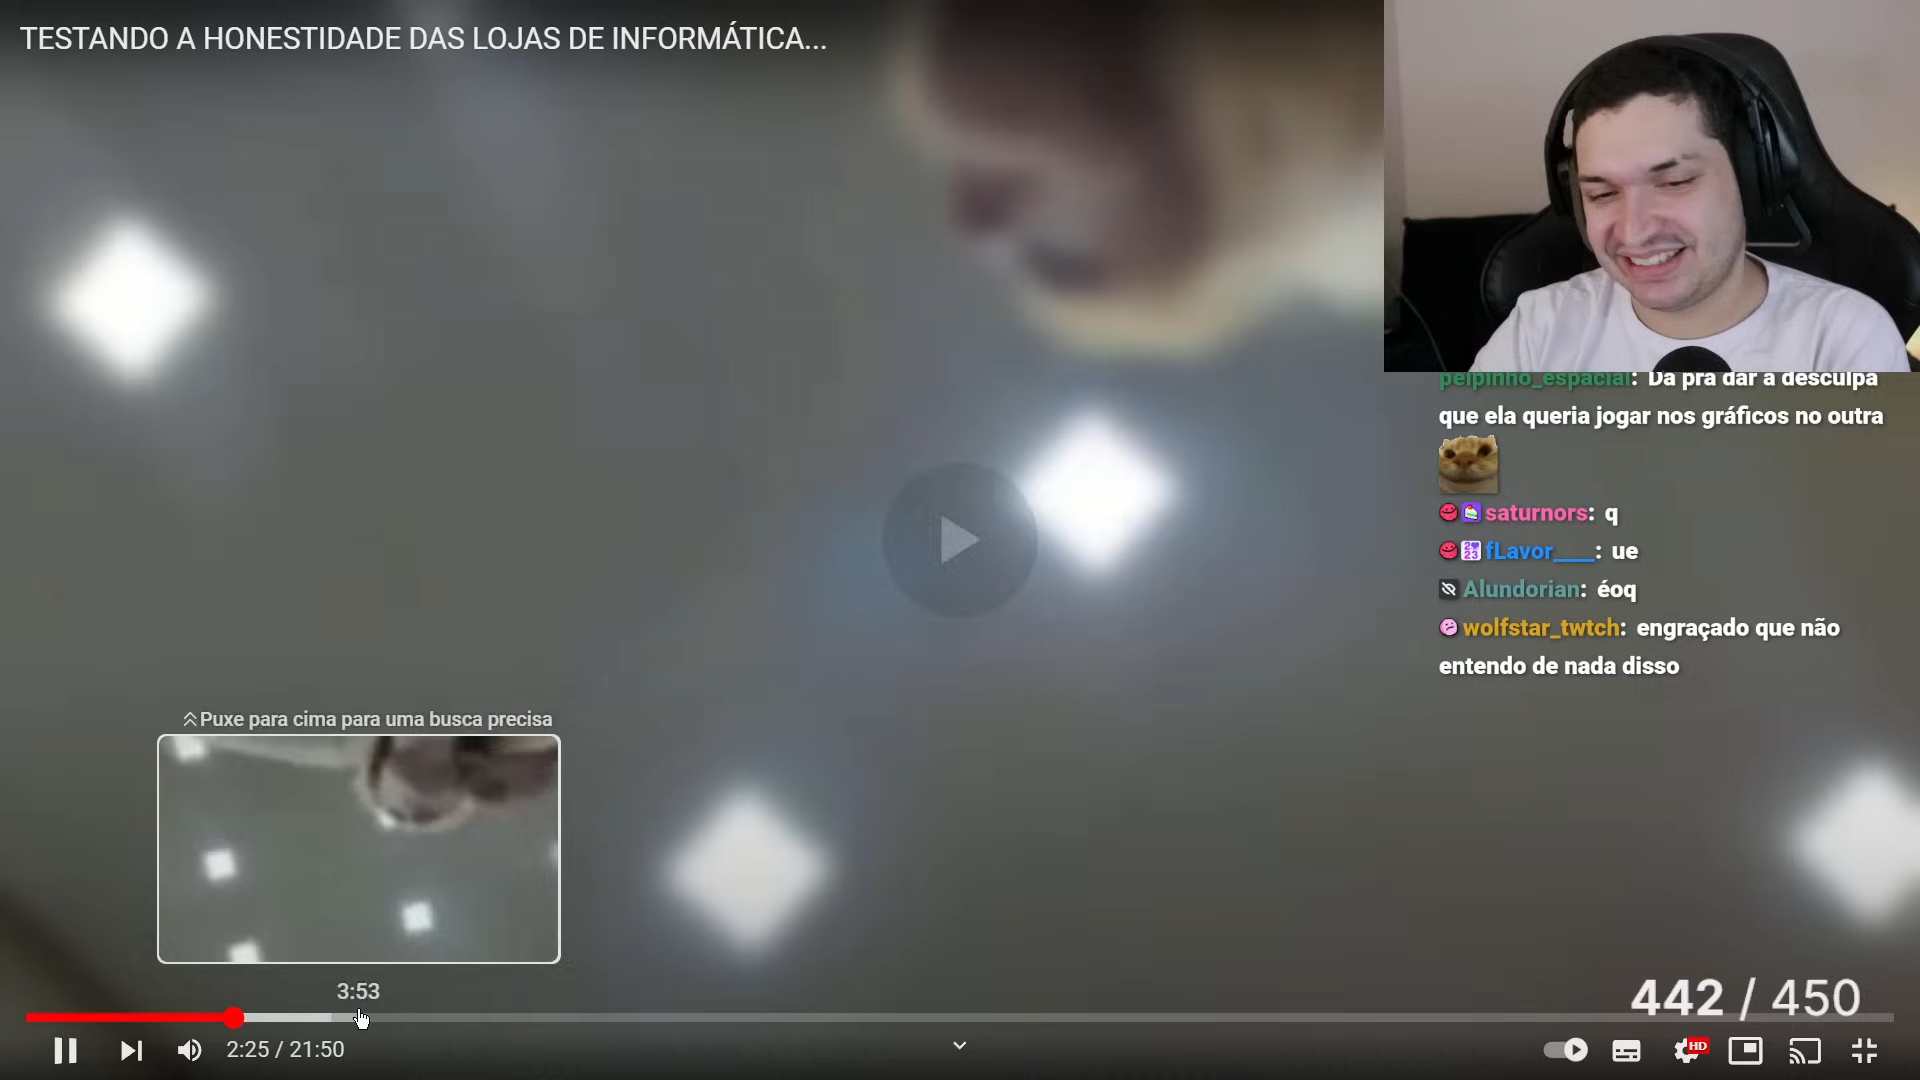 TESTANDO A HONESTIDADE DAS LOJAS DE INFORMÁTICA...
pelpinho_espacial: Da pra dar a desculpa
que ela queria jogar nos gráficos no outra
saturnors: q
fLavor____: ue
Alundorian: éoq
wolfstar_twtch: engraçado que não
entendo de nada disso
Puxe para cima para uma busca precisa
3:53
442 / 450
2:25 / 21:50
HD